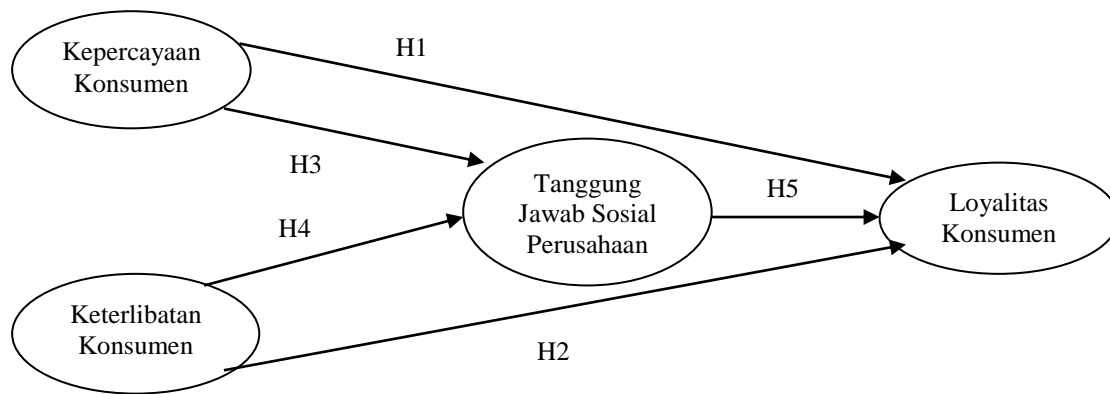 Kepercayaan
Konsumen
H1
H3
Tanggung
Jawab Sosial
Perusahaan
H5
Loyalitas
Konsumen
H4
Keterlibatan
Konsumen
H2